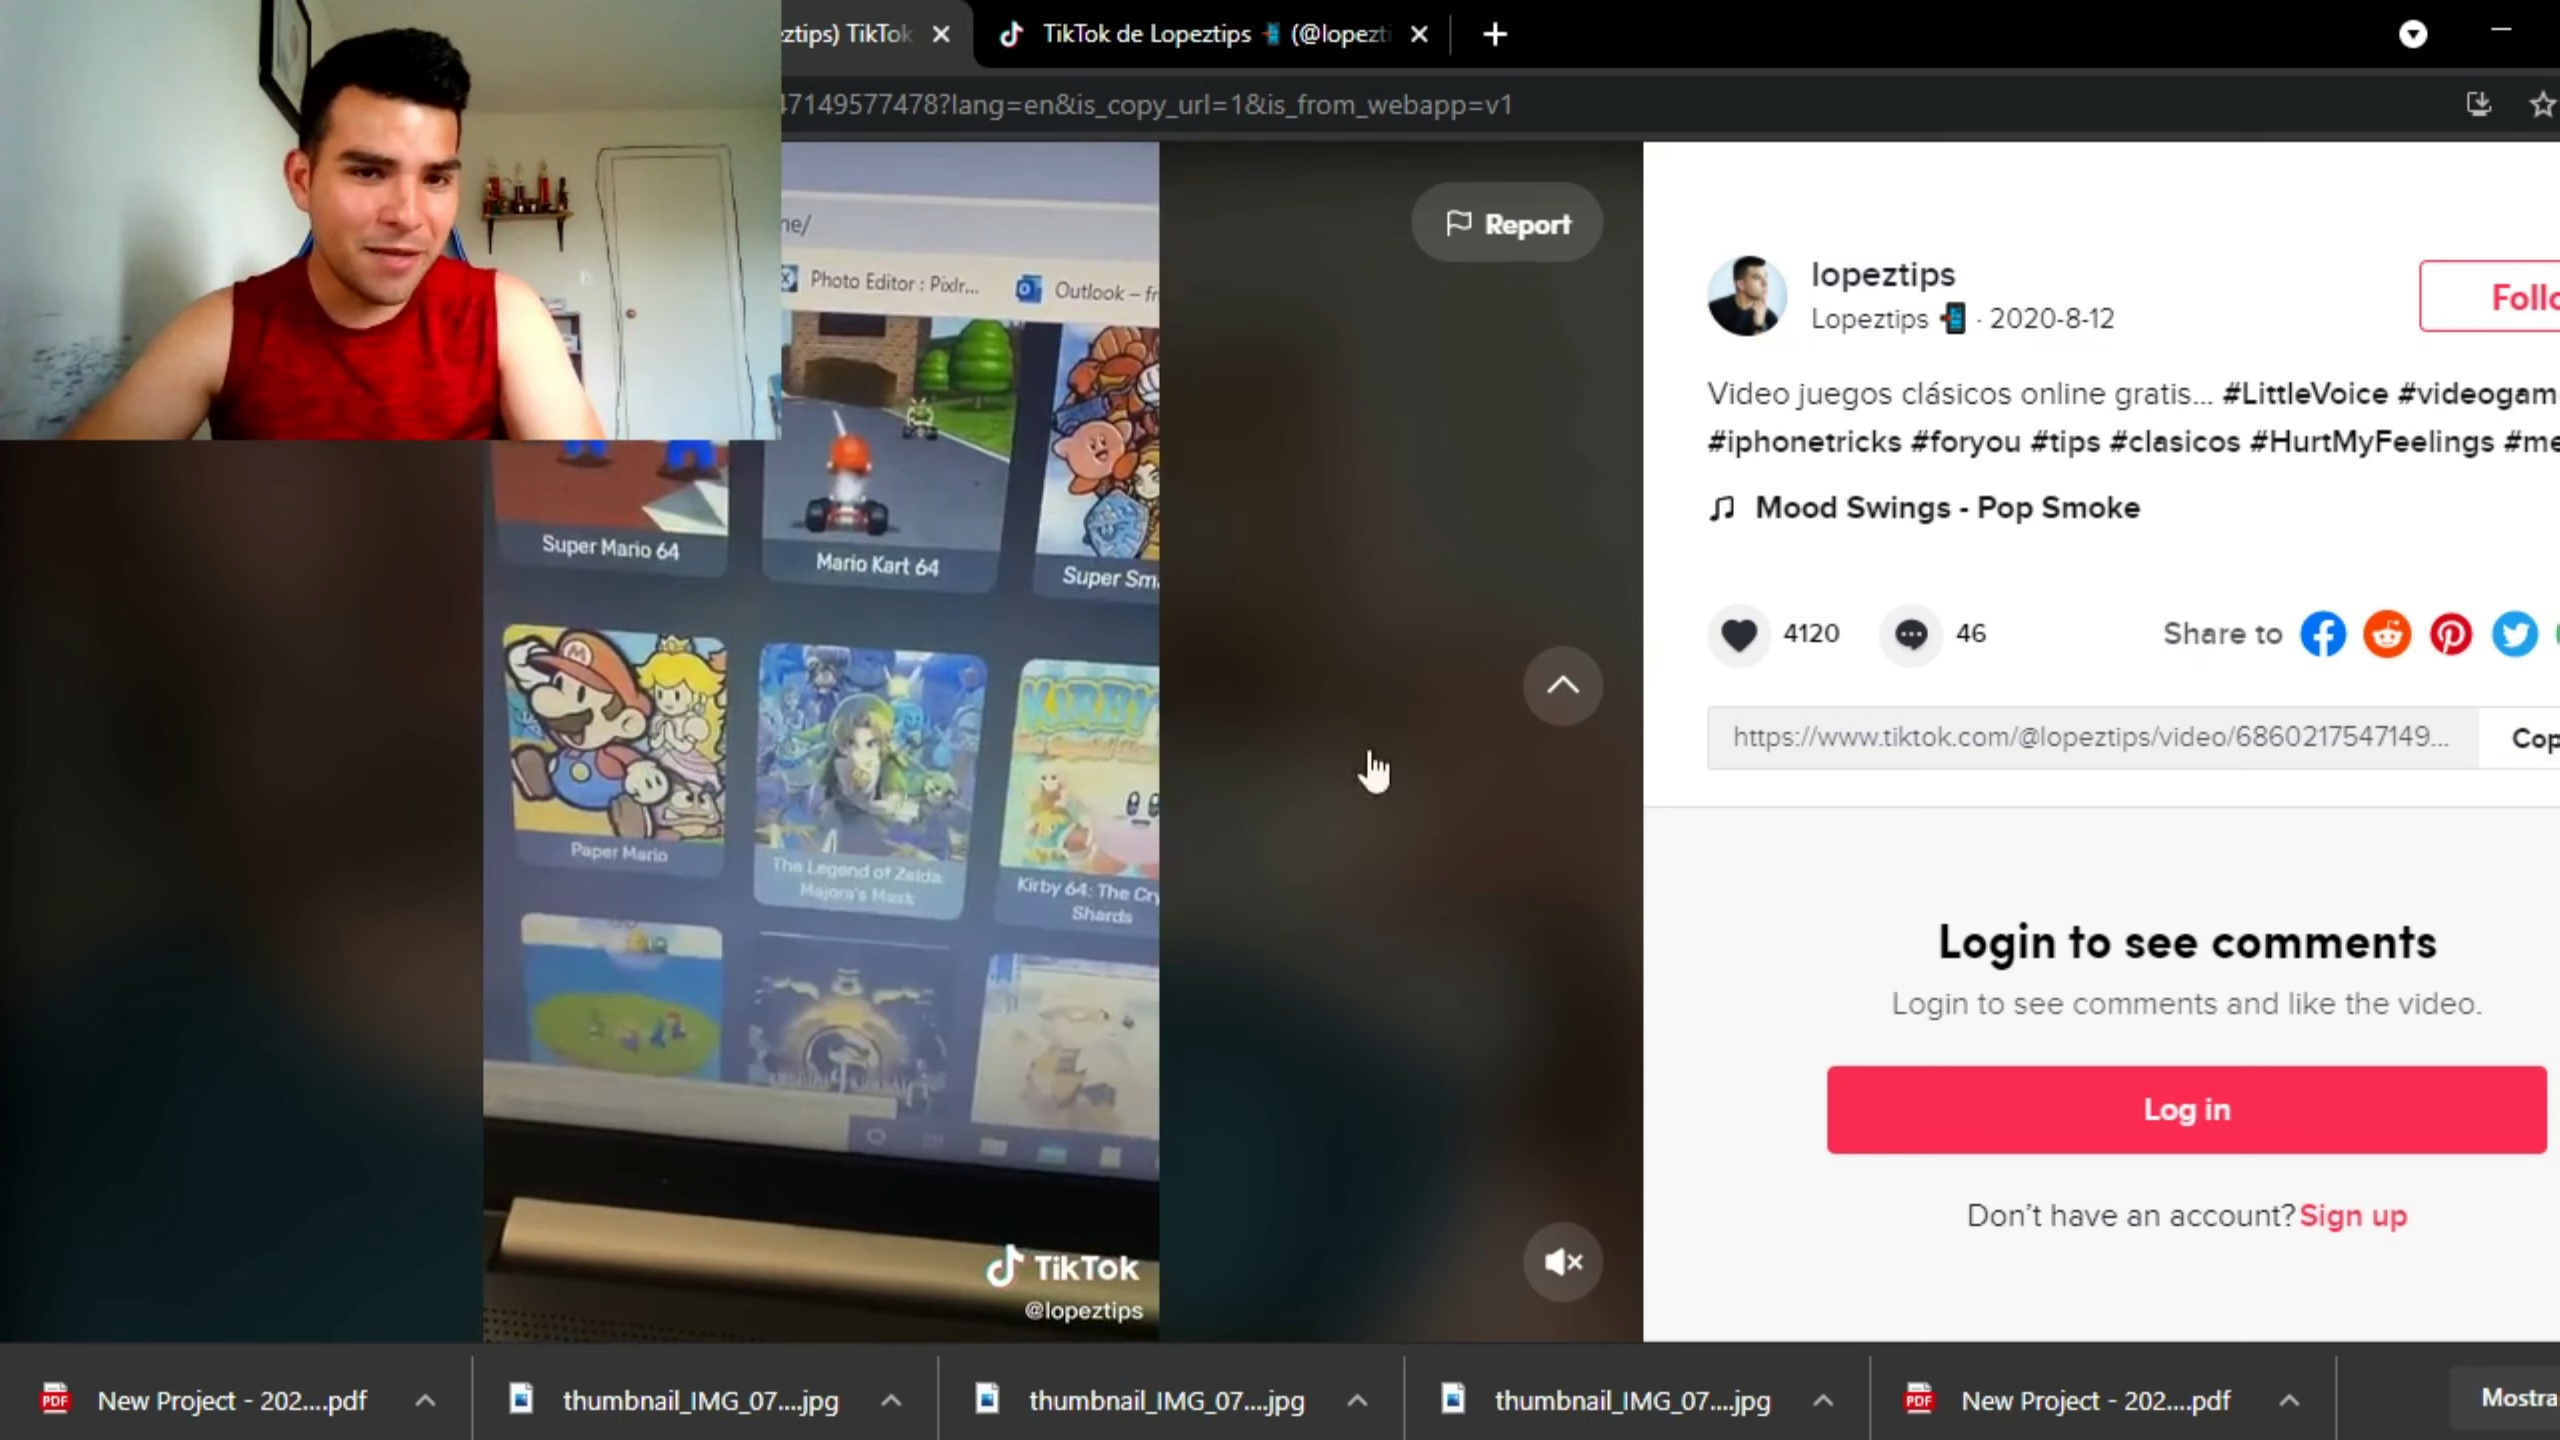 ztips) TikTok
TikTok de Lopeztips (@lopezti
47149577478?lang=en&is_copy_url=1&is_from_webapp=v1
ne/
Photo Editor : Pixlr...
Outlook – fr
Super Mario 64
Mario Kart 64
Super Sm
Paper Mario
The Legend of Zelda:
Majora's Mask
KIRBY
Kirby 64: The Cry
Shards
TikTok
@lopeztips
Report
lopeztips
Lopeztips · 2020-8-12
Follo
Video juegos clásicos online gratis... #LittleVoice #videogam
#iphonetricks #foryou #tips #clasicos #HurtMyFeelings #me
Mood Swings - Pop Smoke
4120
46
Share to
https://www.tiktok.com/@lopeztips/video/6860217547149...
Cop
Login to see comments
Login to see comments and like the video.
Log in
Don't have an account? Sign up
PDF New Project - 202....pdf
thumbnail_IMG_07....jpg
thumbnail_IMG_07....jpg
thumbnail_IMG_07....jpg
PDF New Project - 202....pdf
Mostra